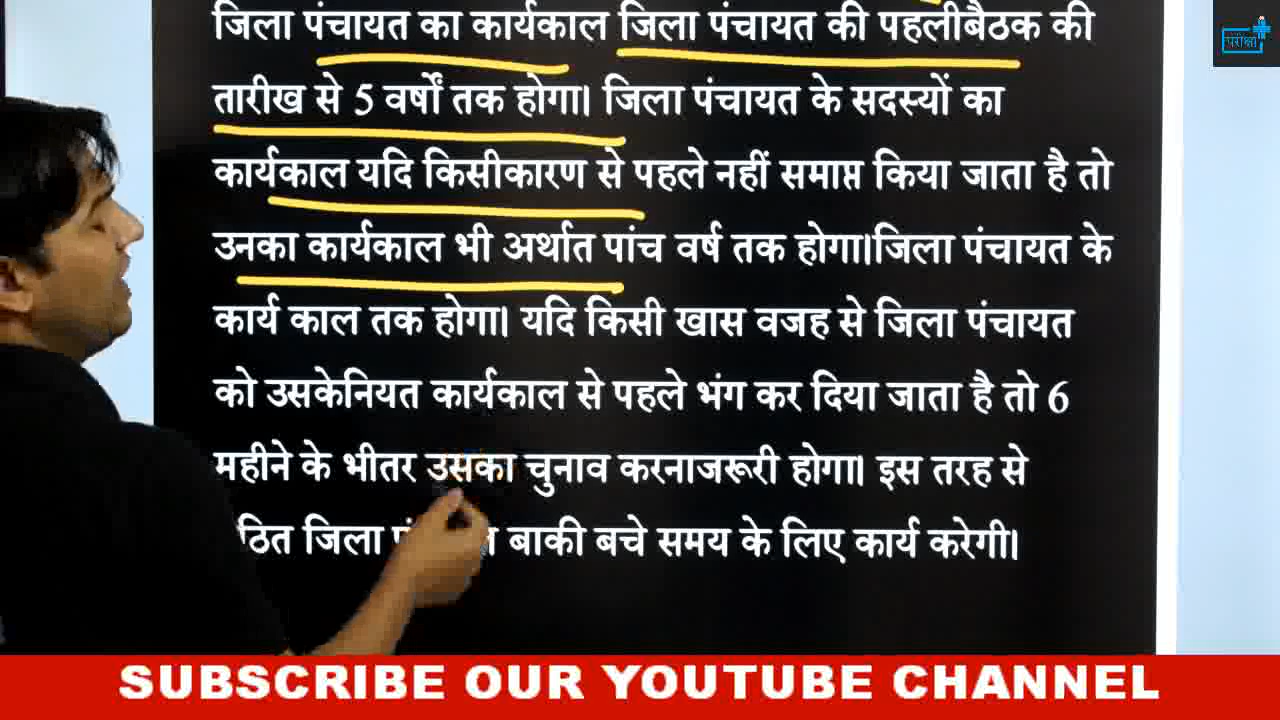 परीक्षा
जिला पंचायत का कार्यकाल जिला पंचायत की पहलीबैठक की
तारीख से 5 वर्षों तक होगा। जिला पंचायत के सदस्यों का
कार्यकाल यदि किसीकारण से पहले नहीं समाप्त किया जाता है तो
उनका कार्यकाल भी अर्थात पांच वर्ष तक होगा।जिला पंचायत के
कार्य काल तक होगा। यदि किसी खास वजह से जिला पंचायत
को उसकेनियत कार्यकाल से पहले भंग कर दिया जाता है तो 6
महीने के भीतर उसका चुनाव करनाजरूरी होगा। इस तरह से
जिला बाकी बचे समय के लिए कार्य करेगी।
SUBSCRIBE OUR YOUTUBE CHANNEL